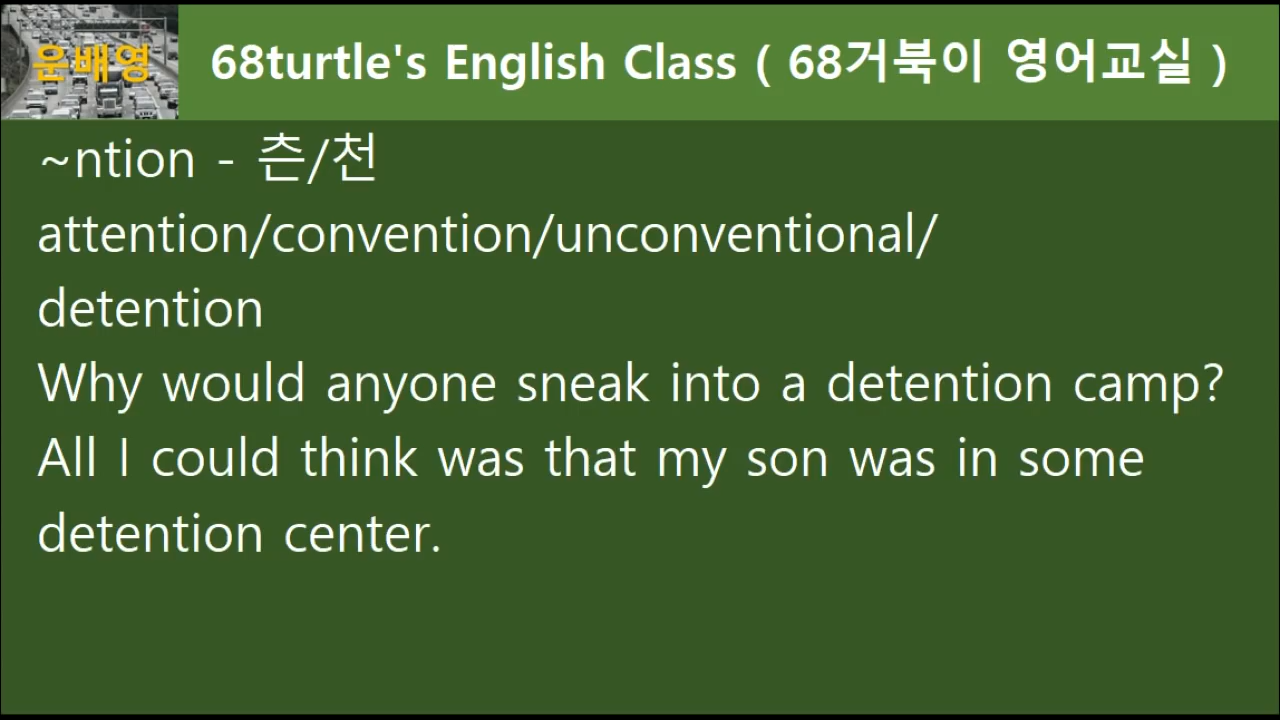 윤배영
68turtle's English Class ( 68거북이 영어교실 )
~ntion - 츤/천
attention/convention/unconventional/
detention
Why would anyone sneak into a detention camp?
All I could think was that my son was in some
detention center.